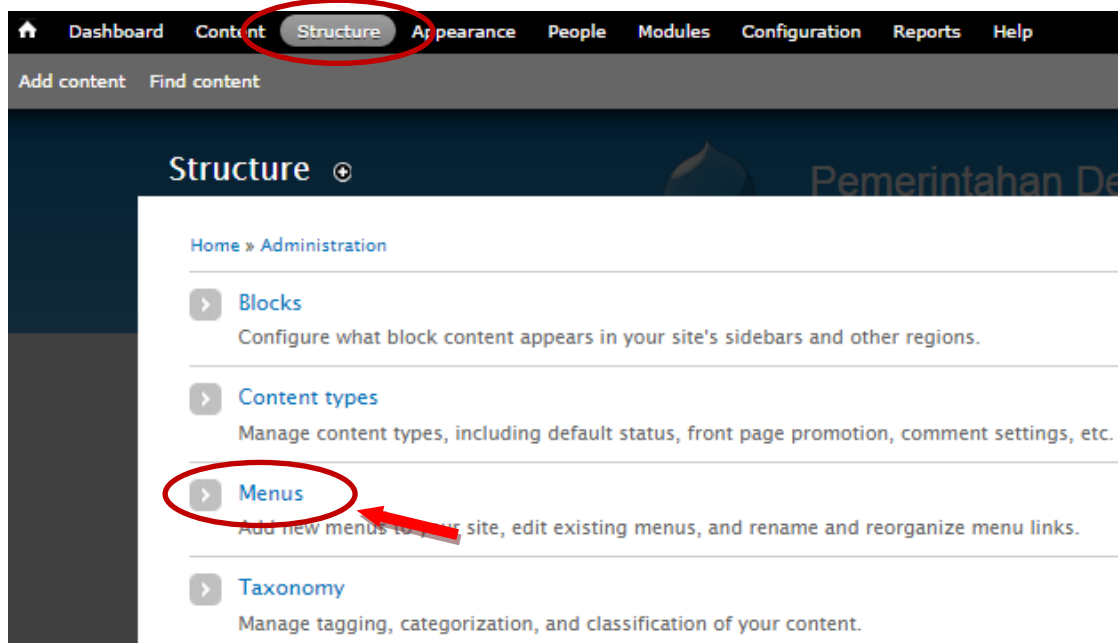 Dashboard Content Structure Appearance People Modules Configuration Reports Help
Add content Find content
Structure
Pemerintahan De
Home » Administration
Blocks
Configure what block content appears in your site's sidebars and other regions.
Content types
Manage content types, including default status, front page promotion, comment settings, etc.
Menus
Add new menus to your site, edit existing menus, and rename and reorganize menu links.
Taxonomy
Manage tagging, categorization, and classification of your content.